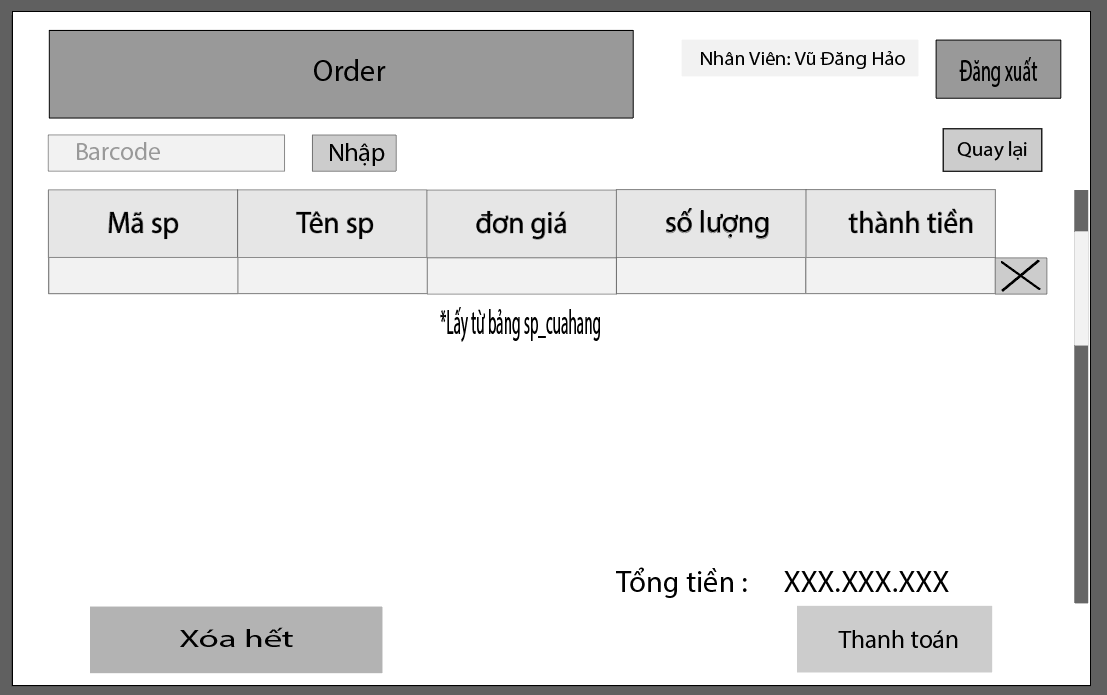 Order
Nhân Viên: Vũ Đăng Hảo
Đăng xuất
Barcode
Nhập
Quay lại
Mã sp
Tên sp
đơn giá
số lượng
thành tiền
*Lấy từ bảng sp_cuahang
Tổng tiền : XXX.XXX.XXX
Xóa hết
Thanh toán